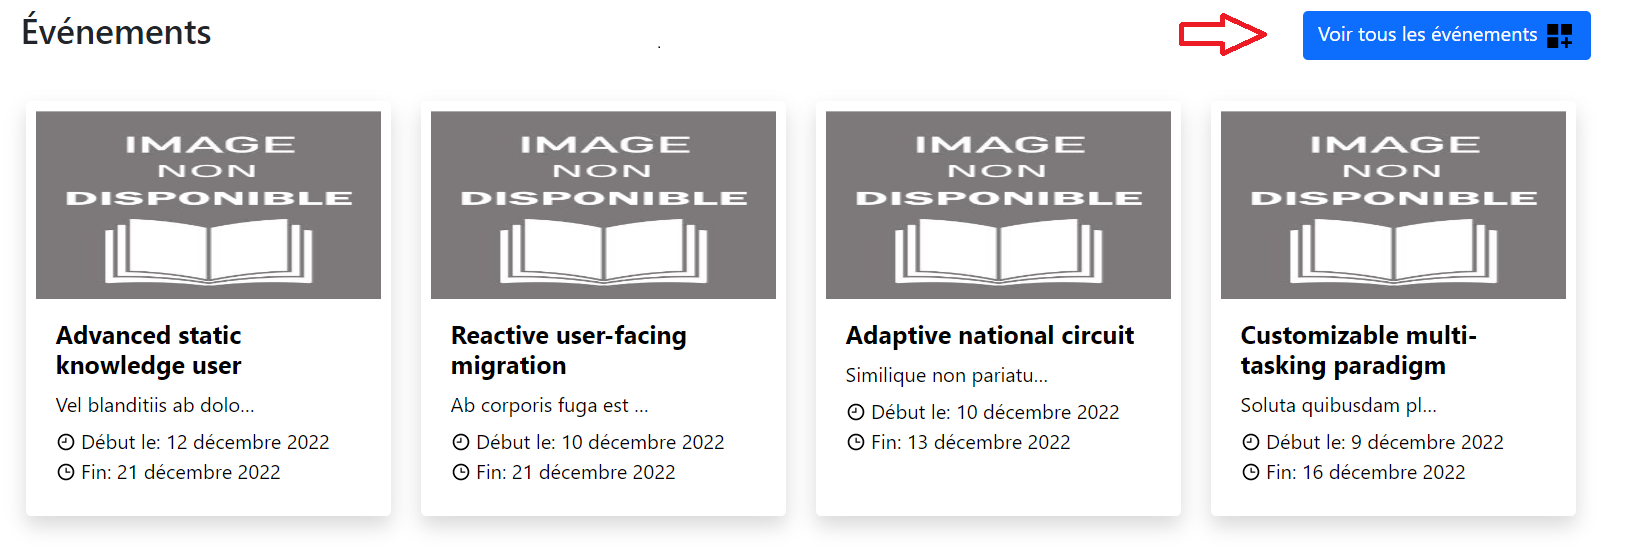 Événements
Voir tous les événements
IMAGE
NON
DISPONIBLE
Advanced static
knowledge user
Vel blanditiis ab dolo...
Début le: 12 décembre 2022
Fin: 21 décembre 2022
IMAGE
NON
DISPONIBLE
Reactive user-facing
migration
Ab corporis fuga est ...
Début le: 10 décembre 2022
Fin: 21 décembre 2022
IMAGE
NON
DISPONIBLE
Adaptive national circuit
Similique non pariatu...
Début le: 10 décembre 2022
Fin: 13 décembre 2022
IMAGE
NON
DISPONIBLE
Customizable multi-
tasking paradigm
Soluta quibusdam pl...
Début le: 9 décembre 2022
Fin: 16 décembre 2022